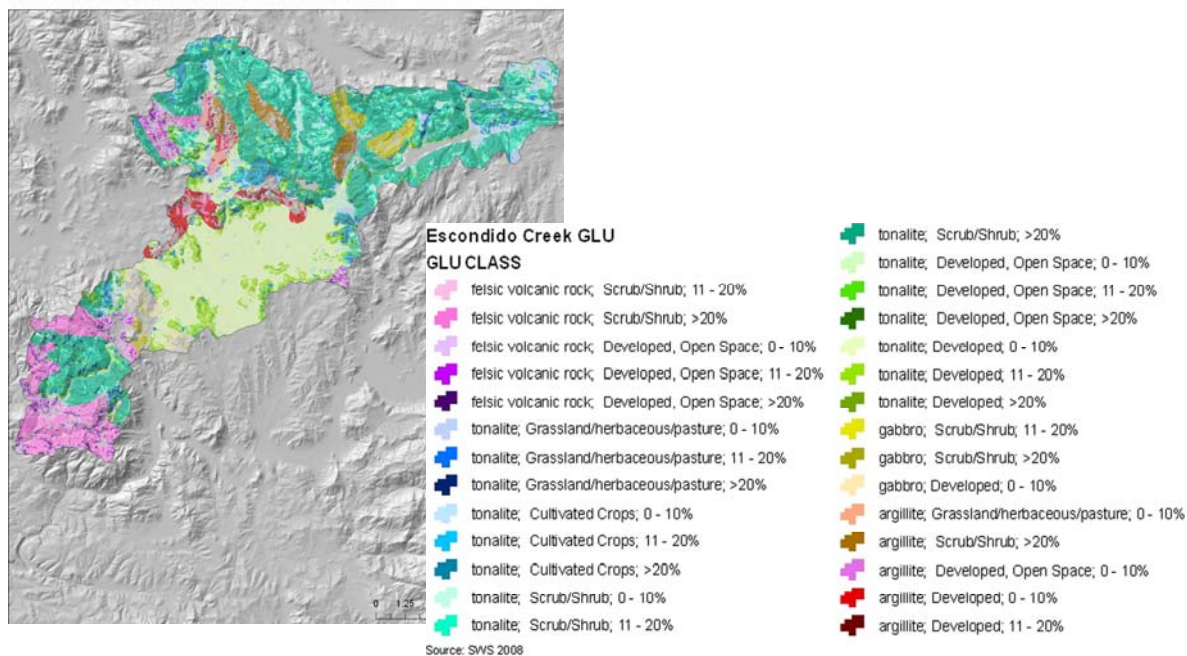 0 1.25
Escondido Creek GLU
GLU CLASS
felsic volcanic rock; Scrub/Shrub; 11 - 20%
felsic volcanic rock; Scrub/Shrub; >20%
felsic volcanic rock; Developed, Open Space; 0 - 10%
felsic volcanic rock; Developed, Open Space; 11 - 20%
felsic volcanic rock; Developed, Open Space; >20%
tonalite; Grassland/herbaceous/pasture; 0 - 10%
tonalite; Grassland/herbaceous/pasture; 11 - 20%
tonalite; Grassland/herbaceous/pasture; >20%
tonalite; Cultivated Crops; 0 - 10%
tonalite; Cultivated Crops; 11 - 20%
tonalite; Cultivated Crops; >20%
tonalite; Scrub/Shrub; 0 - 10%
tonalite; Scrub/Shrub; 11 - 20%
tonalite; Scrub/Shrub; >20%
tonalite; Developed, Open Space; 0 - 10%
tonalite; Developed, Open Space; 11 - 20%
tonalite; Developed, Open Space; >20%
tonalite; Developed; 0 - 10%
tonalite; Developed; 11 - 20%
tonalite; Developed; >20%
gabbro; Scrub/Shrub; 11 - 20%
gabbro; Scrub/Shrub; >20%
gabbro; Developed; 0 - 10%
argillite; Grassland/herbaceous/pasture; 0 - 10%
argillite; Scrub/Shrub; >20%
argillite; Developed, Open Space; 0 - 10%
argillite; Developed; 0 - 10%
argillite; Developed; 11 - 20%
Source: SWS 2008